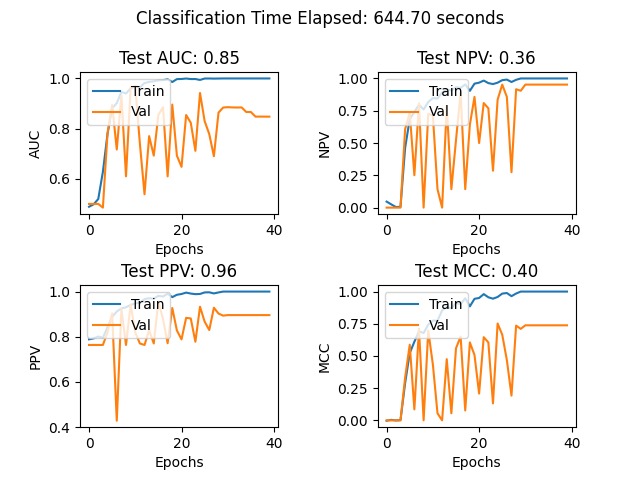 Classification Time Elapsed: 644.70 seconds
Test AUC: 0.85
1.0
0.8
0.6
AUC
Train
Val
0
20
40
Epochs
Test NPV: 0.36
1.00
0.75
0.50
0.25
0.00
NPV
Train
Val
0
20
40
Epochs
Test PPV: 0.96
1.0
0.8
0.6
0.4
PPV
Train
Val
0
20
40
Epochs
Test MCC: 0.40
1.00
0.75
0.50
0.25
0.00
MCC
Train
Val
0
20
40
Epochs